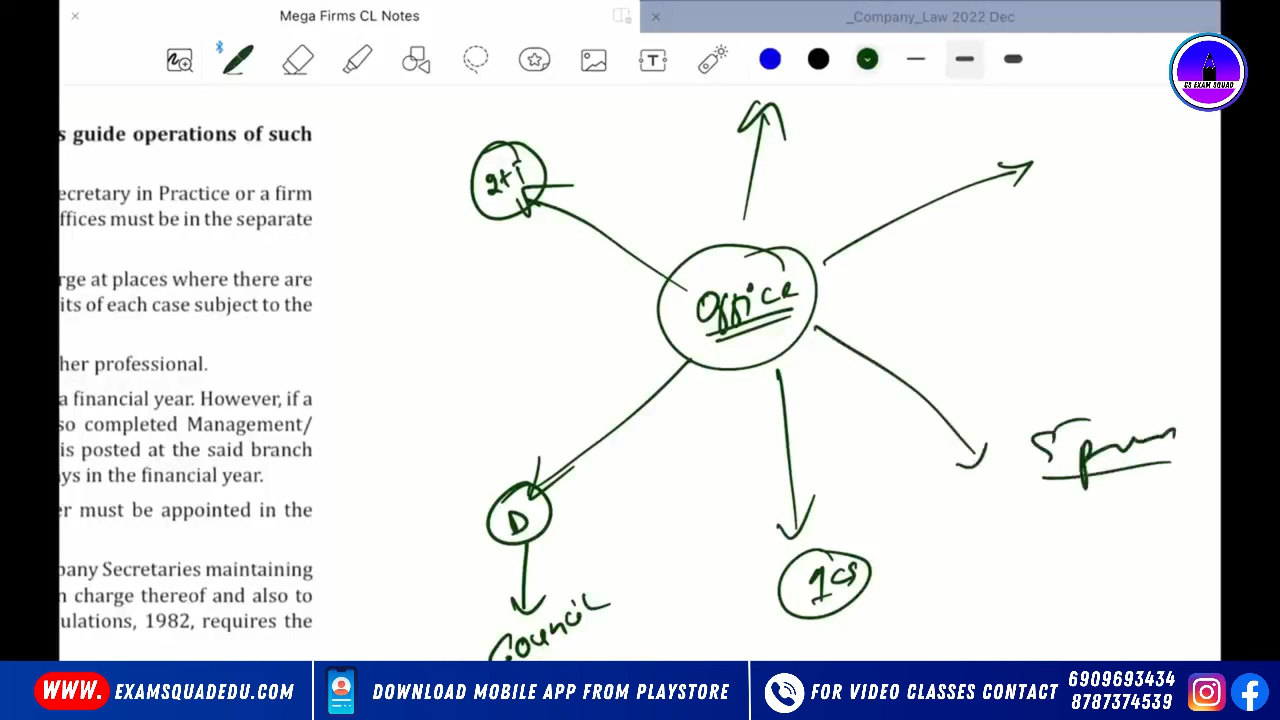 Mega Firms CL Notes
_Company_Law 2022 Dec
T
CS EXAM SQUAD
s guide operations of such
ecretary in Practice or a firm
ffices must be in the separate
rge at places where there are
its of each case subject to the
her professional.
a financial year. However, if a
so completed Management/
is posted at the said branch
ys in the financial year.
er must be appointed in the
pany Secretaries maintaining
n charge thereof and also to
ulations, 1982, requires the
Office
D
Council
1 CS
WWW. EXAMSQUADEDU.COM
DOWNLOAD MOBILE APP FROM PLAYSTORE
FOR VIDEO CLASSES CONTACT
6909693434
8787374539